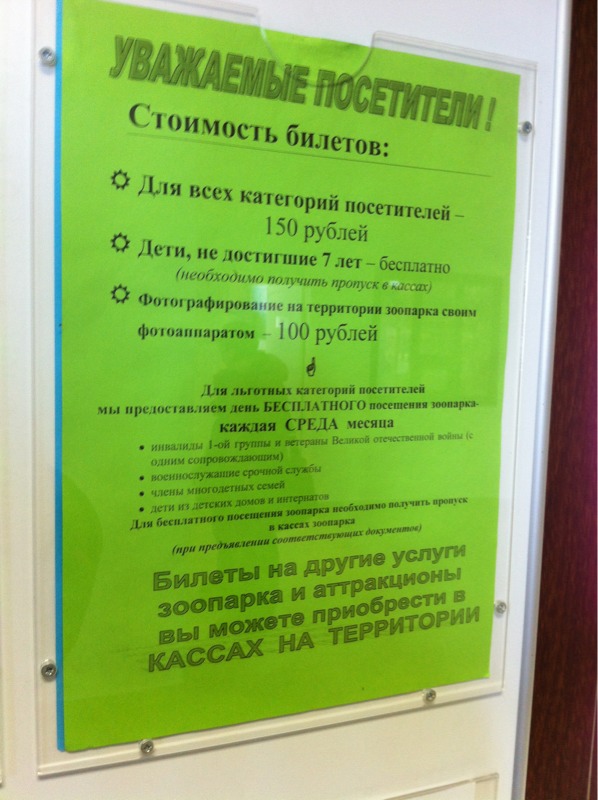 УВАЖАЕМЫЕ ПОСЕТИТЕЛИ !
Стоимость билетов:
Для всех категорий посетителей –
150 рублей
Дети, не достигшие 7 лет – бесплатно
(необходимо получить пропуск в кассах)
Фотографирование на территории зоопарка своим
фотоаппаратом – 100 рублей
Для льготных категорий посетителей
мы предоставляем день БЕСПЛАТНОГО посещения зоопарка-
каждая СРЕДА месяца
• инвалиды 1-ой группы и ветераны Великой отечественной войны (с
одним сопровождающим)
• военнослужащие срочной службы
• члены многодетных семей
• дети из детских домов и интернатов
Для бесплатного посещения зоопарка необходимо получить пропуск
в кассах зоопарка
(при предъявлении соответствующих документов)
Билеты на другие услуги
зоопарка и аттракционы
вы можете приобрести в
КАССАХ НА ТЕРРИТОРИИ